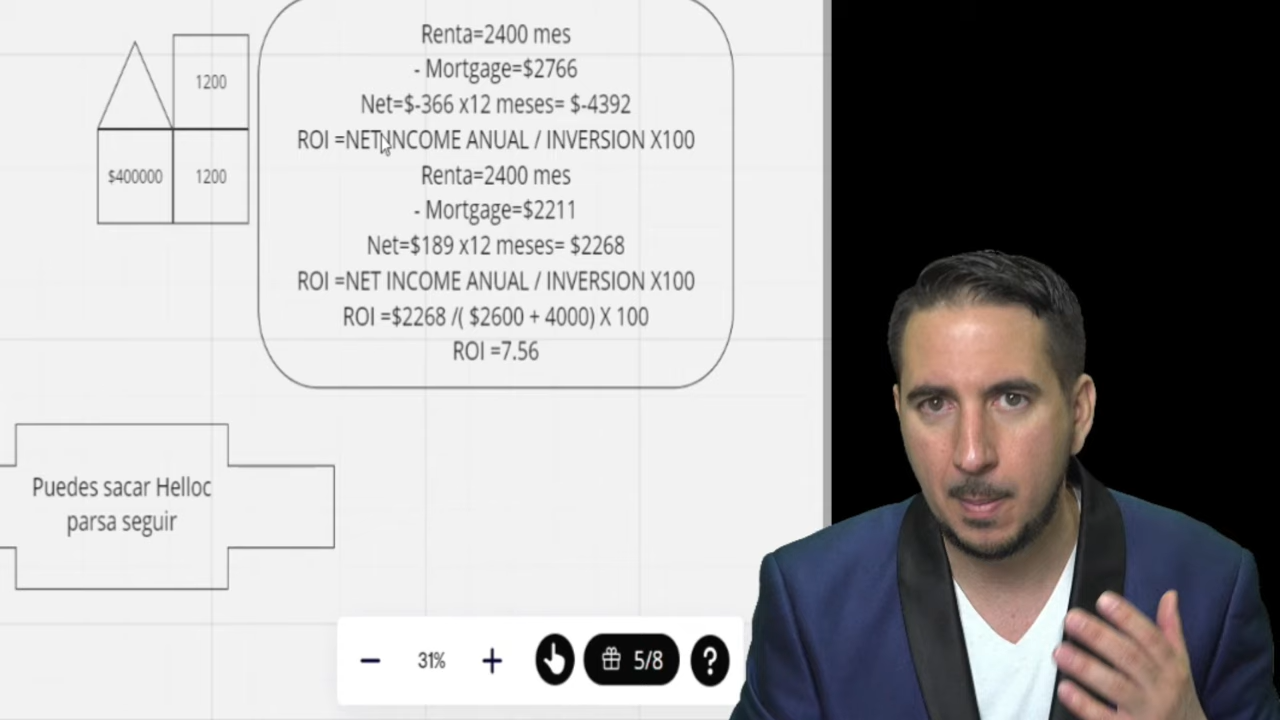 Renta=2400 mes
- Mortgage=$2766
Net=$-366 x12 meses= $-4392
ROI =NET INCOME ANUAL / INVERSION X100
Renta=2400 mes
- Mortgage=$2211
Net=$189 x12 meses= $2268
ROI =NET INCOME ANUAL / INVERSION X100
ROI =$2268 /( $2600 + 4000) X 100
ROI =7.56
1200
$400000
1200
Puedes sacar Helloc
parsa seguir
31%
5/8
?